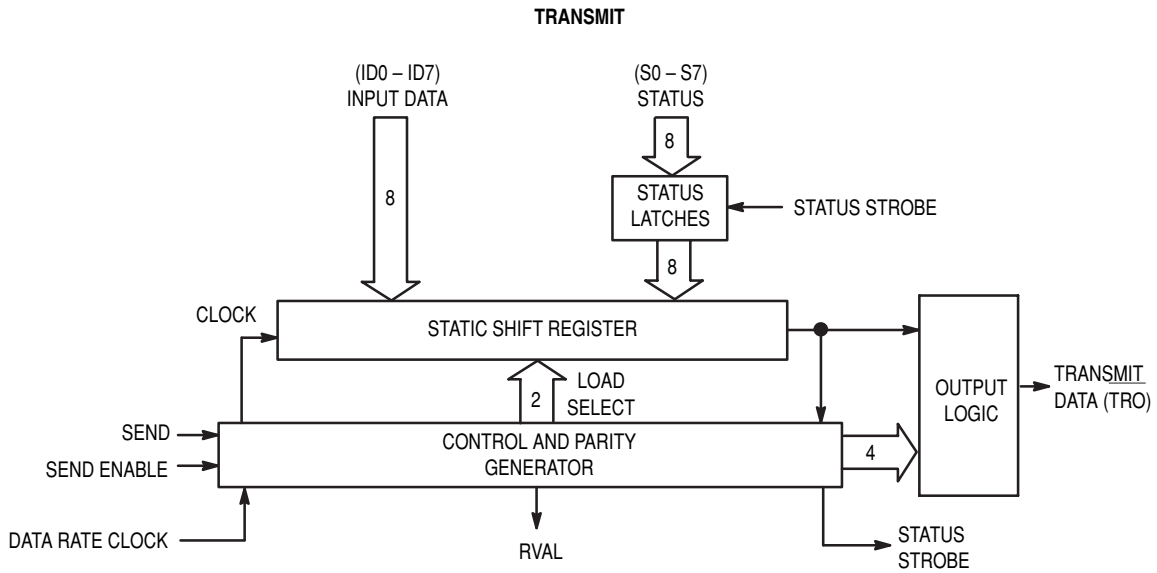 TRANSMIT
(ID0 – ID7)
INPUT DATA
(S0 – S7)
STATUS
8
8
STATUS
LATCHES
STATUS STROBE
8
CLOCK
STATIC SHIFT REGISTER
2
LOAD
SELECT
OUTPUT
LOGIC
TRANSMIT
DATA (TRO)
SEND
SEND ENABLE
CONTROL AND PARITY
GENERATOR
4
DATA RATE CLOCK
RVAL
STATUS
STROBE